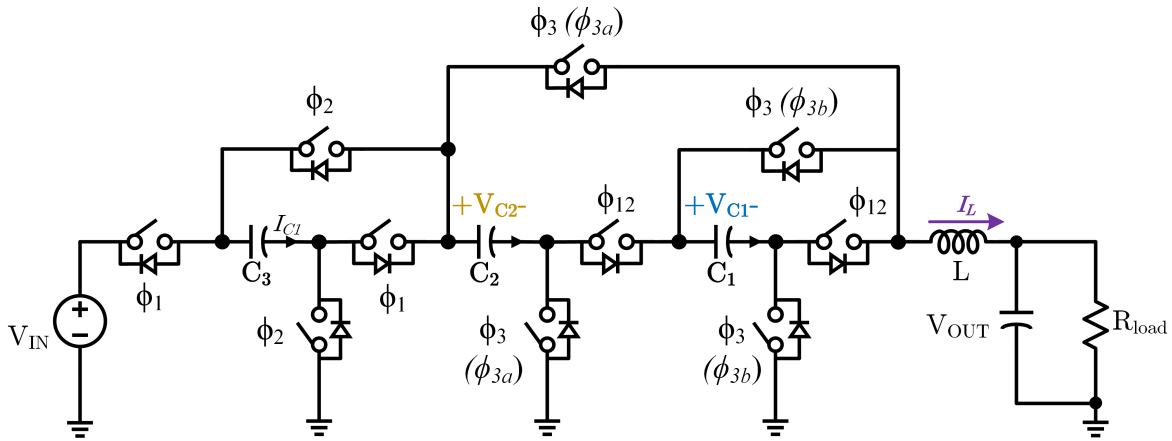 ϕ3 (ϕ3a)
ϕ2
ϕ3 (ϕ3b)
+VC2-
ϕ12
+VC1-
ϕ12
IL
IC1
C3
ϕ1
C2
C1
L
ϕ1
VIN
ϕ2
ϕ3
(ϕ3a)
ϕ3
(ϕ3b)
VOUT
Rload